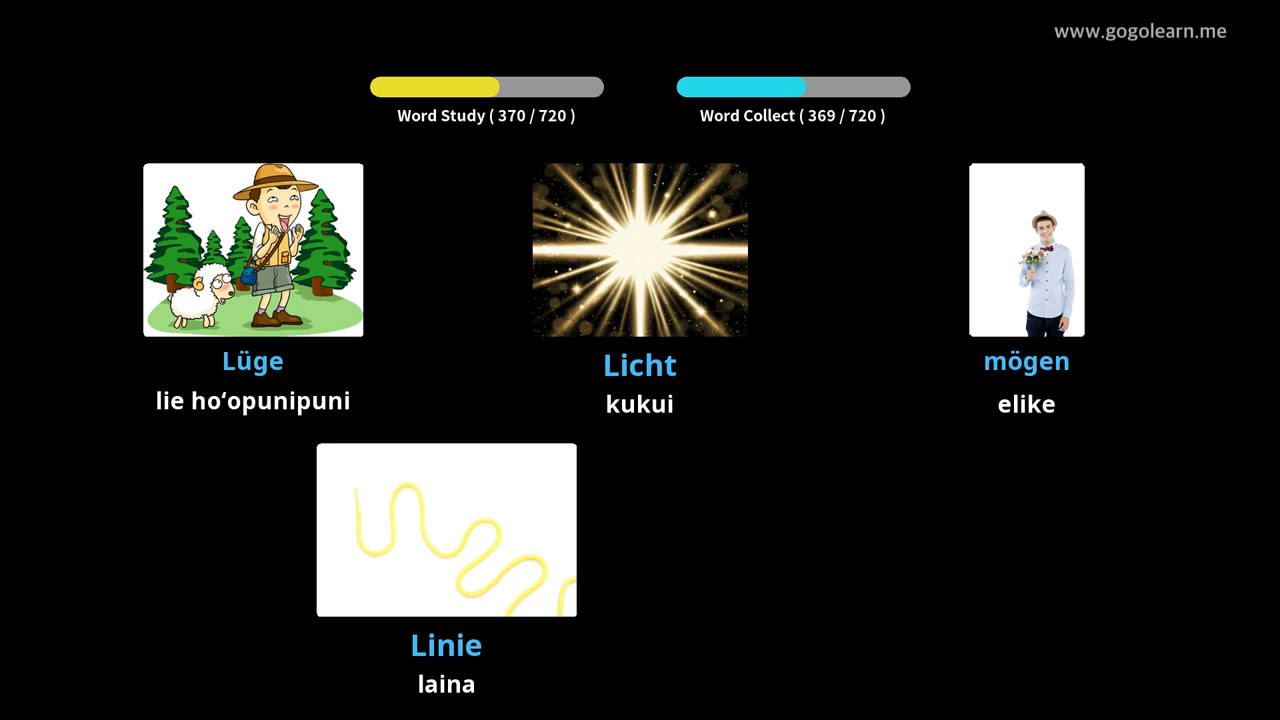 www.gogolearn.me
Word Study ( 370 / 720 )
Word Collect ( 369 / 720 )
Lüge
lie hoʻopunipuni
Licht
kukui
mögen
elike
Linie
laina